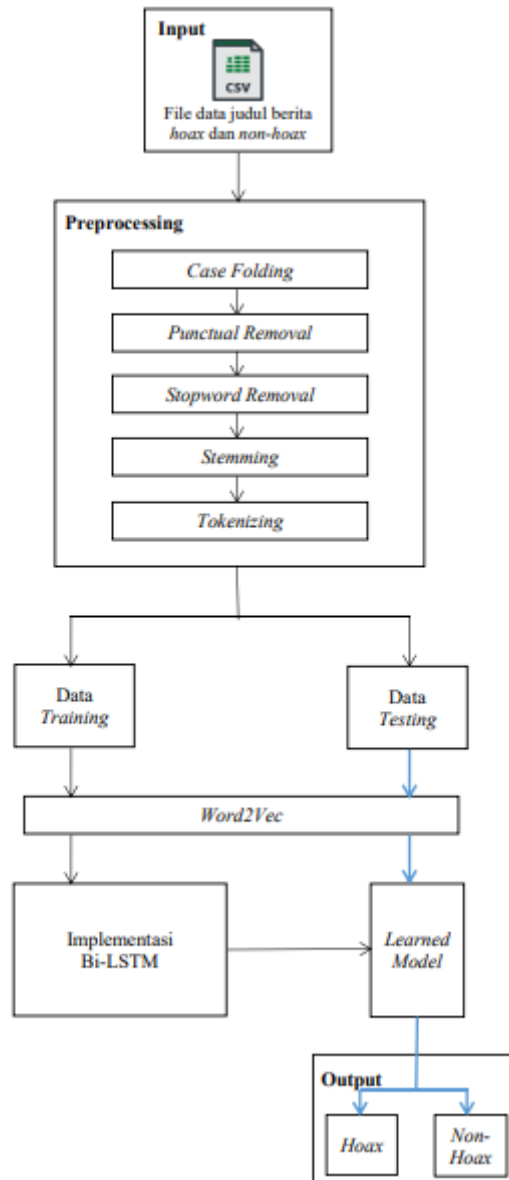 Input
CSV
File data judul berita
hoax dan non-hoax
Preprocessing
Case Folding
Punctual Removal
Stopword Removal
Stemming
Tokenizing
Data
Training
Data
Testing
Word2Vec
Implementasi
Bi-LSTM
Learned
Model
Output
Hoax
Non-
Hoax